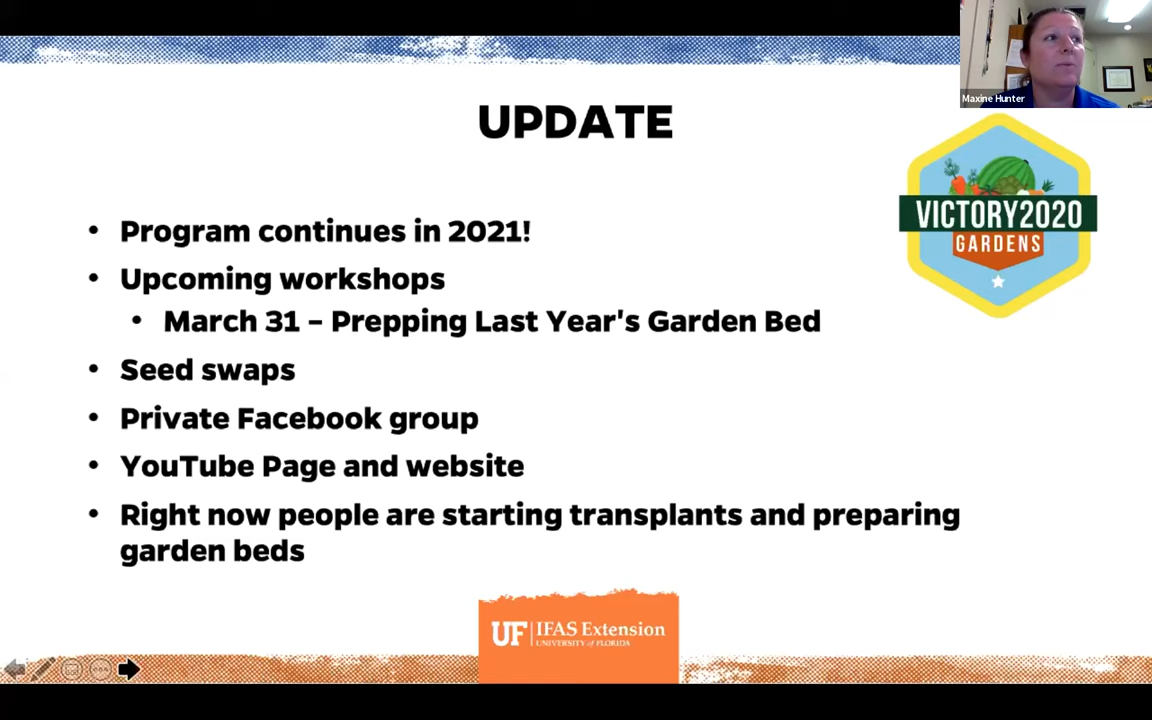 Maxine Hunter
UPDATE
VICTORY2020
GARDENS
• Program continues in 2021!
• Upcoming workshops
• March 31 – Prepping Last Year's Garden Bed
• Seed swaps
• Private Facebook group
• YouTube Page and website
• Right now people are starting transplants and preparing
garden beds
UF | IFAS Extension
UNIVERSITY of FLORIDA